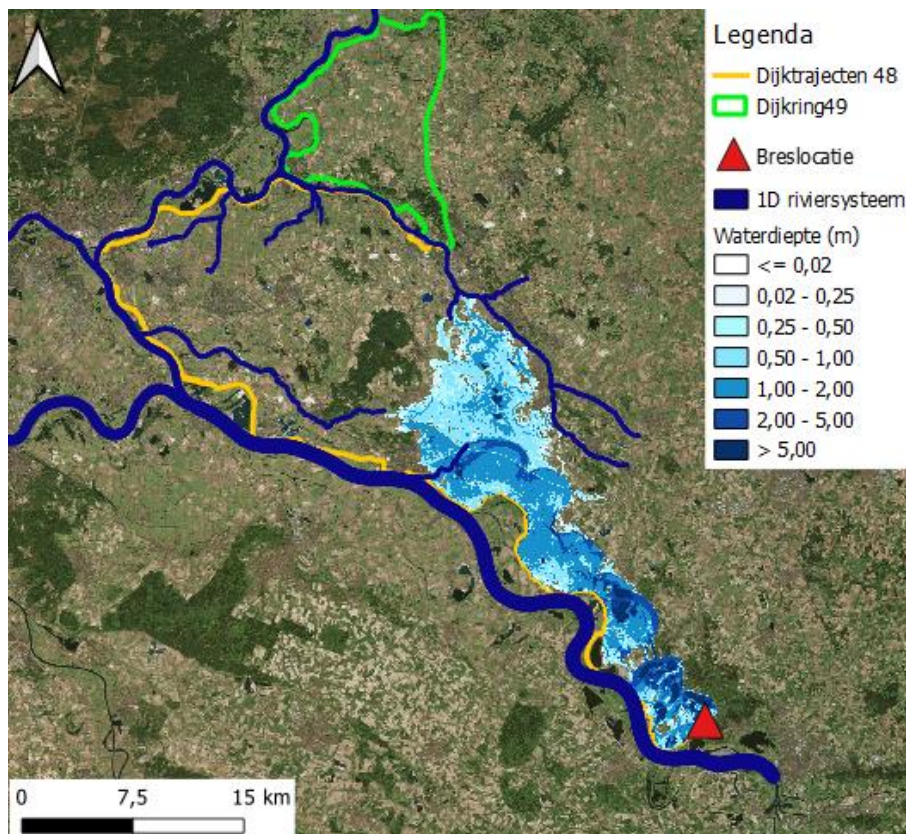 Legenda
Dijktrajecten 48
Dijkring49
Breslocatie
1D riviersysteem
Waterdiepte (m)
<= 0,02
0,02 - 0,25
0,25 - 0,50
0,50 - 1,00
1,00 - 2,00
2,00 - 5,00
> 5,00
0 7,5 15 km